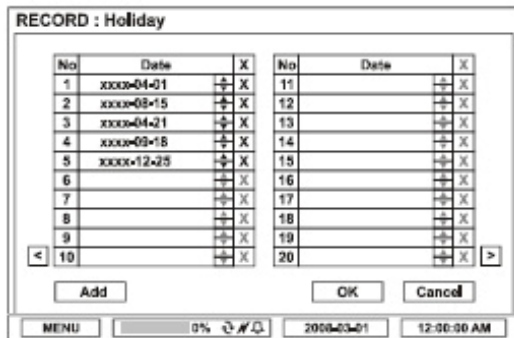 RECORD : Holiday
No Date X No Date X
1 xxxx-04-01 X 11 X
2 xxxx-08-15 X 12 X
3 xxxx-04-21 X 13 X
4 xxxx-09-18 X 14 X
5 xxxx-12-25 X 15 X
6 X 16 X
7 X 17 X
8 X 18 X
9 X 19 X
< 10 X 20 X >
Add OK Cancel
MENU 0% 2008-03-01 12:00:00 AM